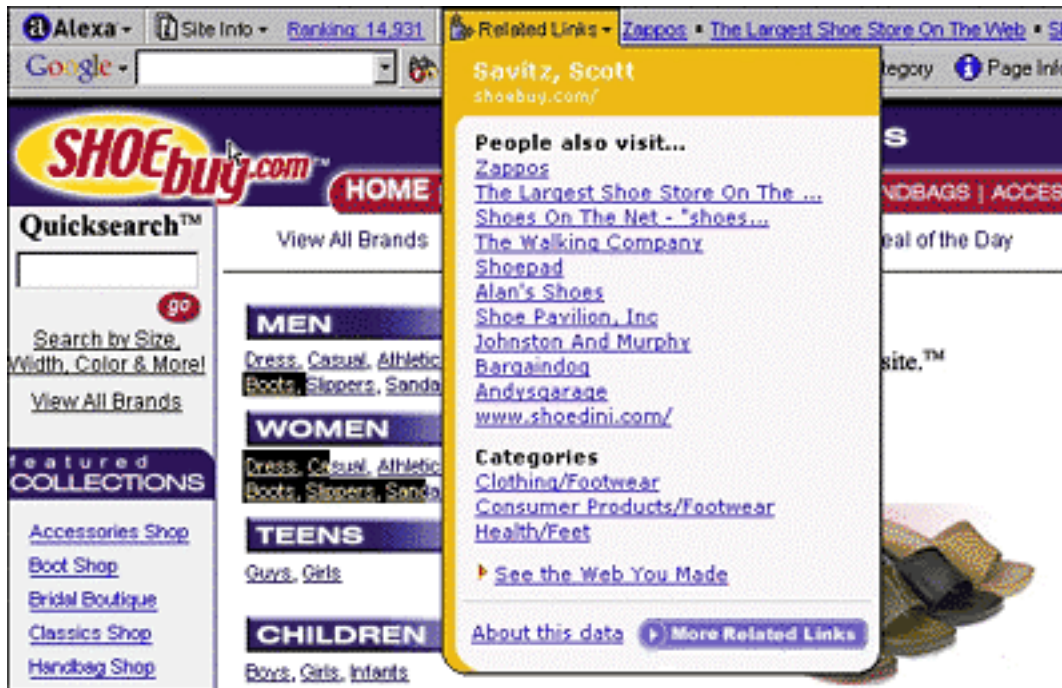 Alexa Site Info Ranking: 14,931 Related Links Zappos The Largest Shoe Store On The Web
Google tegory Page Info
Savitz, Scott
shoebuy.com/
SHOEbuy.com™ S
HOME NDBAGS | ACCES
Quicksearch™
View All Brands eal of the Day
go
Search by Size,
Width, Color & More!
View All Brands
featured
COLLECTIONS
Accessories Shop
Boot Shop
Bridal Boutique
Classics Shop
Handbag Shop
MEN
Dress, Casual, Athletic
Boots, Slippers, Sanda
WOMEN
Dress, Casual, Athletic
Boots, Slippers, Sanda
TEENS
Guys, Girls
CHILDREN
Boys, Girls, Infants
People also visit...
Zappos
The Largest Shoe Store On The ...
Shoes On The Net - "shoes...
The Walking Company
Shoepad
Alan's Shoes
Shoe Pavilion, Inc
Johnston And Murphy
Bargaindog
Andysgarage
www.shoedini.com/
Categories
Clothing/Footwear
Consumer Products/Footwear
Health/Feet
See the Web You Made
About this data More Related Links
site.™